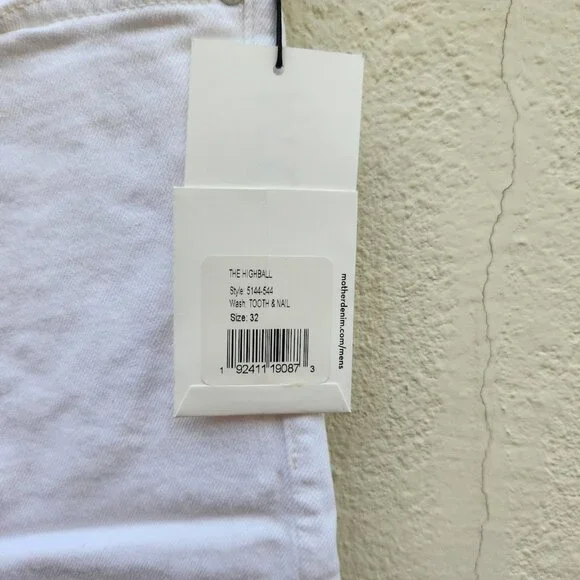 THE HIGHBALL
Style: 5144-544
Wash: TOOTH & NAIL
Size: 32
1 92411 19087 3
motherdenim.com/mens